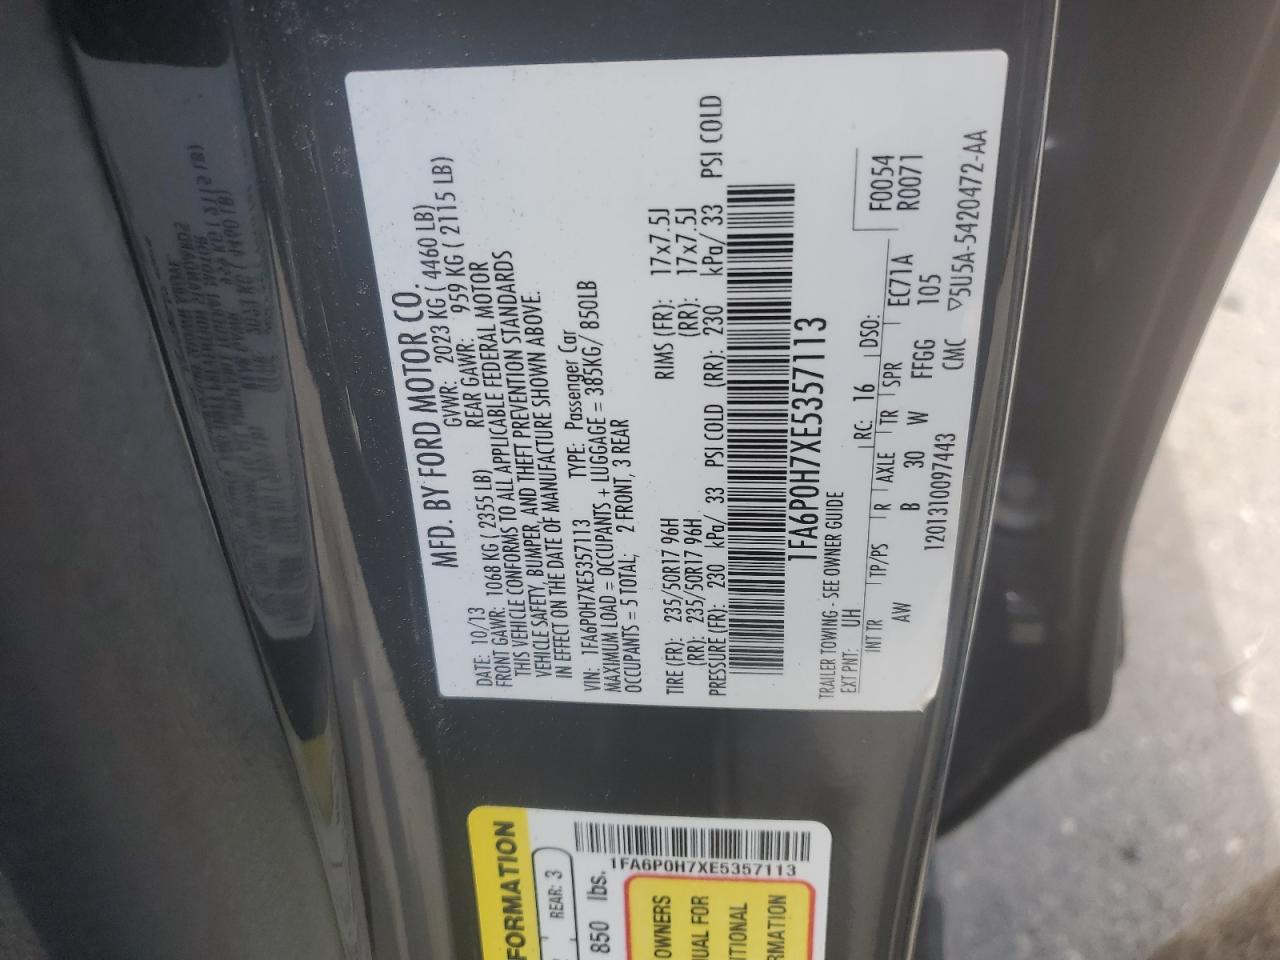 MFD. BY FORD MOTOR CO.
DATE: 10/13 GVWR: 2023 KG ( 4460 LB)
FRONT GAWR: 1068 KG ( 2355 LB) REAR GAWR: 959 KG ( 2115 LB)
THIS VEHICLE CONFORMS TO ALL APPLICABLE FEDERAL MOTOR
VEHICLE SAFETY, BUMPER, AND THEFT PREVENTION STANDARDS
IN EFFECT ON THE DATE OF MANUFACTURE SHOWN ABOVE.
VIN: 1FA6P0H7XE5357113 TYPE: Passenger Car
MAXIMUM LOAD = OCCUPANTS + LUGGAGE = 385KG/ 850LB
OCCUPANTS = 5 TOTAL; 2 FRONT, 3 REAR
TIRE (FR): 235/50R17 96H RIMS (FR): 17x7.5J
(RR): 235/50R17 96H (RR): 17x7.5J
PRESSURE (FR): 230 kPa/ 33 PSI COLD (RR): 230 kPa/ 33 PSI COLD
1FA6P0H7XE5357113
TRAILER TOWING - SEE OWNER GUIDE
EXT PNT: UH RC: 16 DSO: F0054
INT TR TP/PS R AXLE TR SPR EC71A R0071
AW B 30 W FFGG 105
1201310097443 CMC ▽5U5A-5420472-AA
FORMATION
REAR: 3
850 lbs.
1FA6P0H7XE5357113
OWNERS
UAL FOR
TIONAL
RMATION